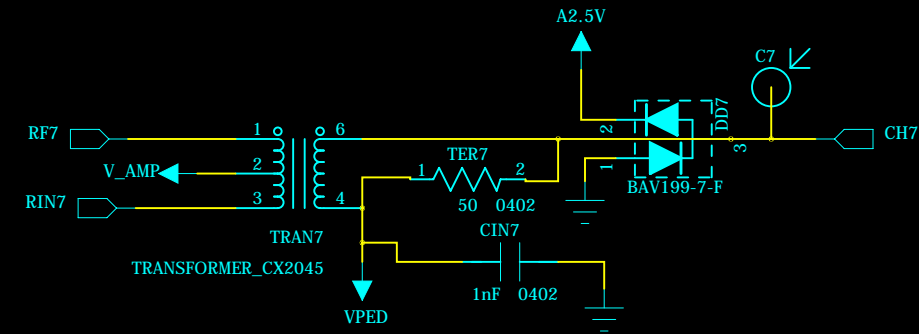 A2.5V
C7
DD7
RF7
1
6
2
3
CH7
V_AMP
2
1
TER7
2
1
BAV199-7-F
RIN7
3
4
50 0402
TRAN7
CIN7
TRANSFORMER_CX2045
1nF 0402
VPED